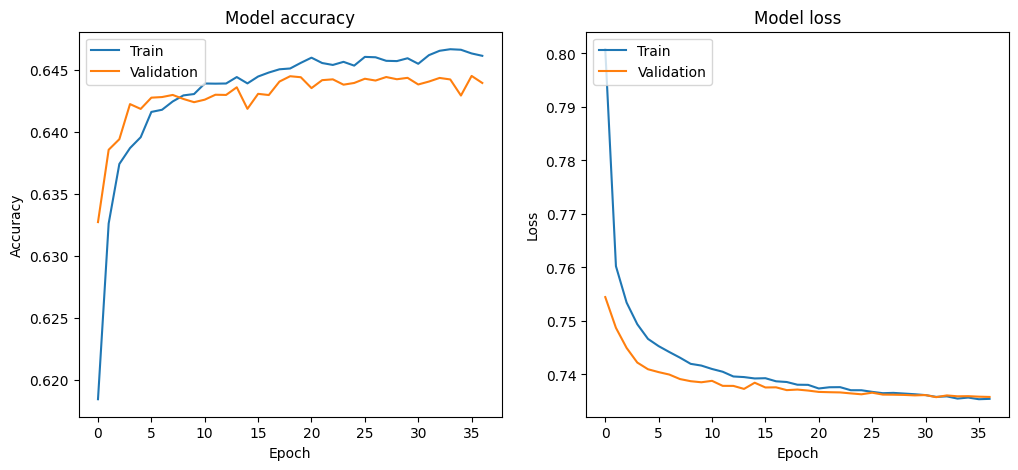 Model accuracy
Train
Validation
0.645
0.640
0.635
0.630
0.625
0.620
Accuracy
0 5 10 15 20 25 30 35
Epoch
Model loss
Train
Validation
0.80
0.79
0.78
0.77
0.76
0.75
0.74
Loss
0 5 10 15 20 25 30 35
Epoch